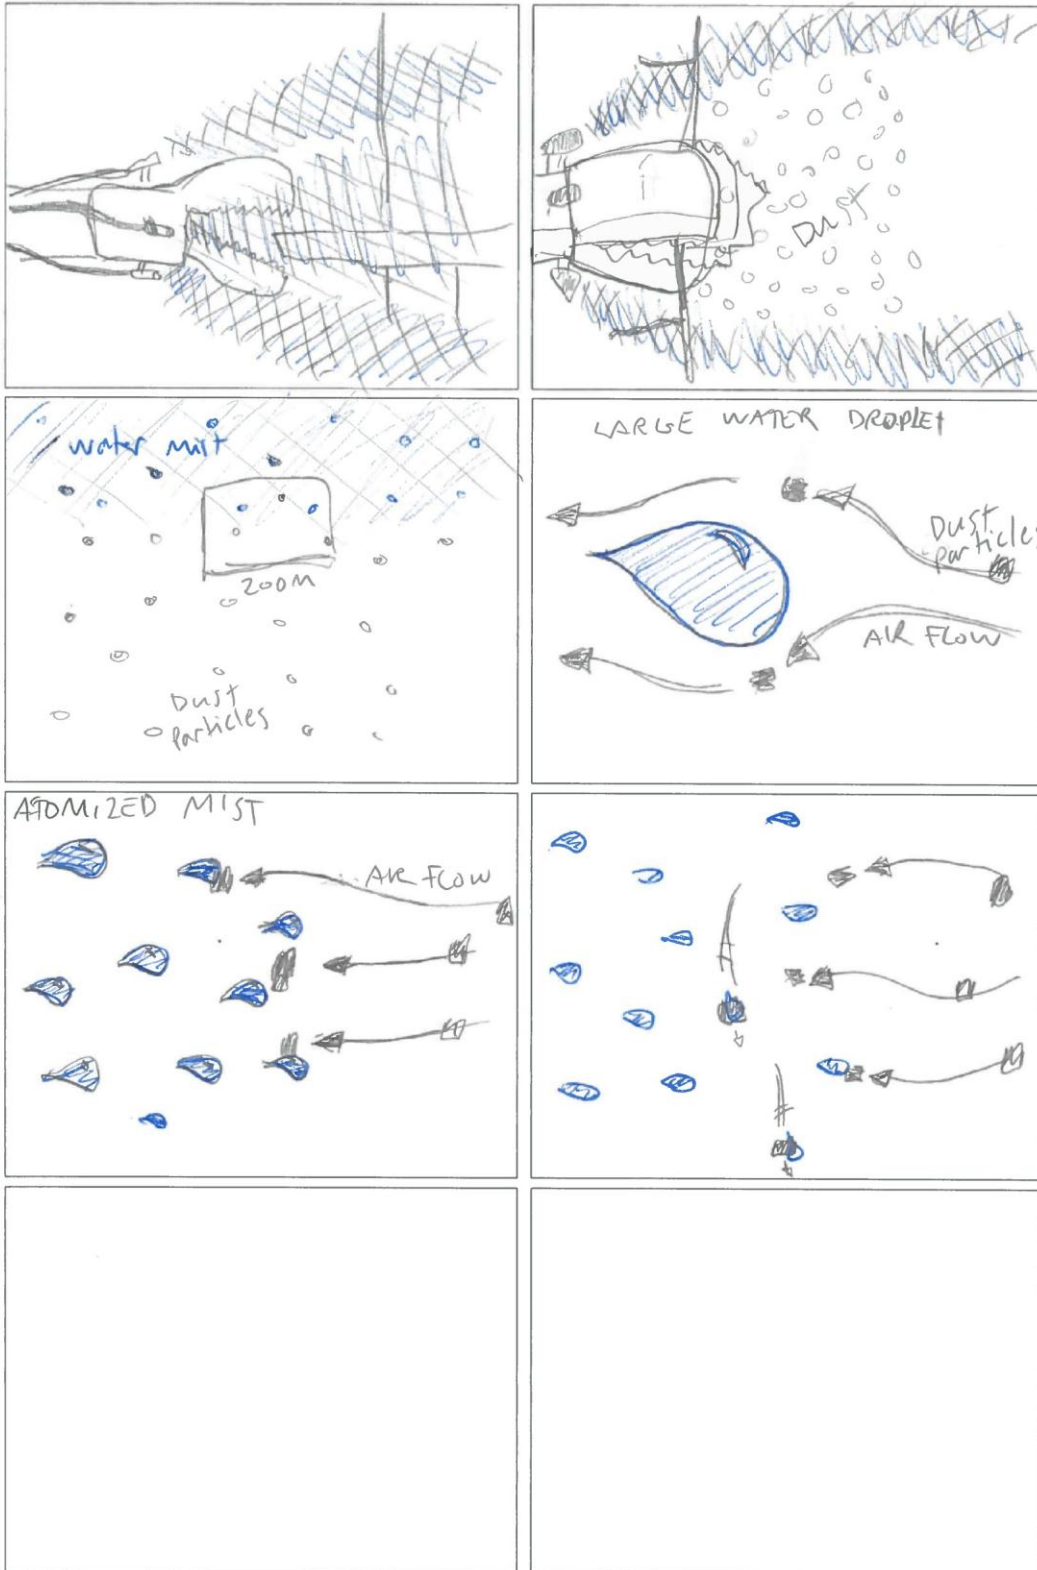 Dust
water mist
ZOOM
Dust
particles
LARGE WATER DROPLET
Dust
particles
AIR FLOW
ATOMIZED MIST
AIR FLOW